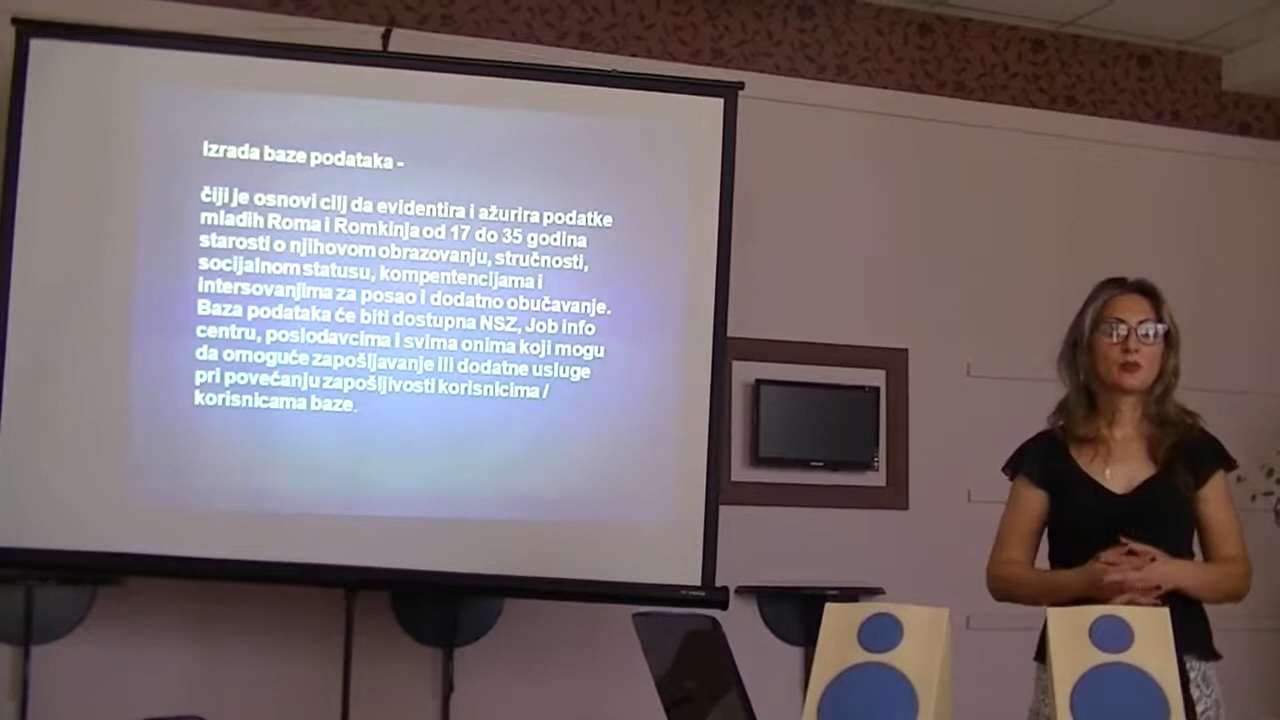 Izrada baze podataka -
čiji je osnovi cilj da evidentira i ažurira podatke
mladih Roma i Romkinja od 17 do 35 godina
starosti o njihovom obrazovanju, stručnosti,
socijalnom statusu, kompentencijama i
intersovanjima za posao i dodatno obučavanje.
Baza podataka će biti dostupna NSZ, Job info
centru, poslodavcima i svima onima koji mogu
da omoguće zapošljavanje ili dodatne usluge
pri povećanju zapošljivosti korisnicima /
korisnicama baze.